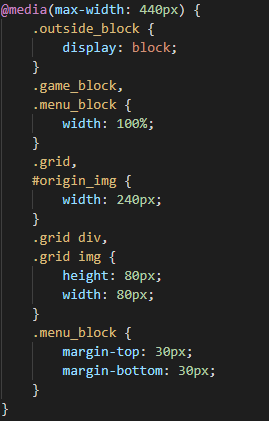 @media(max-width: 440px) {
    .outside_block {
        display: block;
    }
    .game_block,
    .menu_block {
        width: 100%;
    }
    .grid,
    #origin_img {
        width: 240px;
    }
    .grid div,
    .grid img {
        height: 80px;
        width: 80px;
    }
    .menu_block {
        margin-top: 30px;
        margin-bottom: 30px;
    }
}